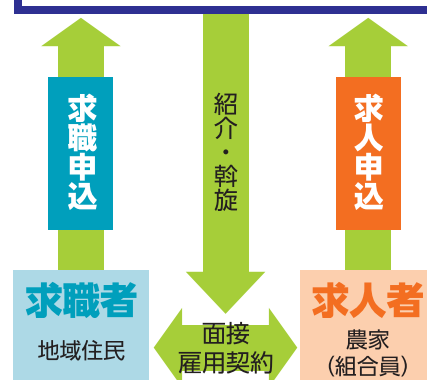 求職申込
紹介・斡旋
求人申込
求職者
地域住民
面接
雇用契約
求人者
農家
（組合員）